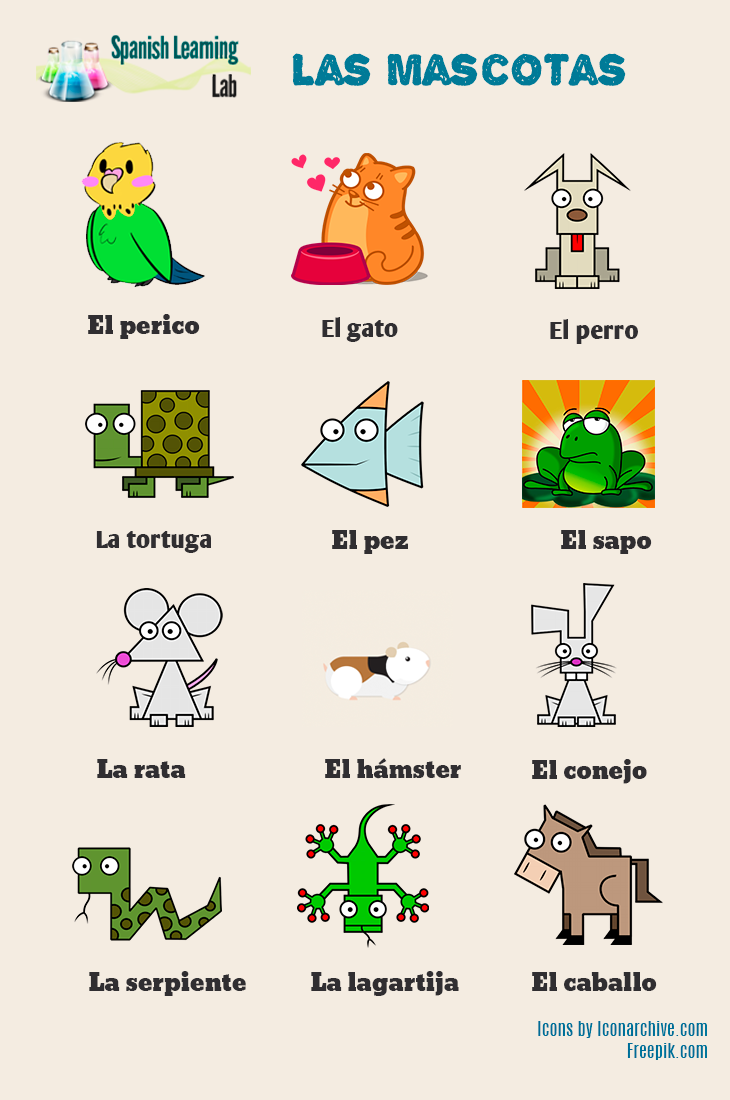 Spanish Learning
Lab
LAS MASCOTAS
El perico
El gato
El perro
La tortuga
El pez
El sapo
La rata
El hámster
El conejo
La serpiente
La lagartija
El caballo
Icons by Iconarchive.com
Freepik.com